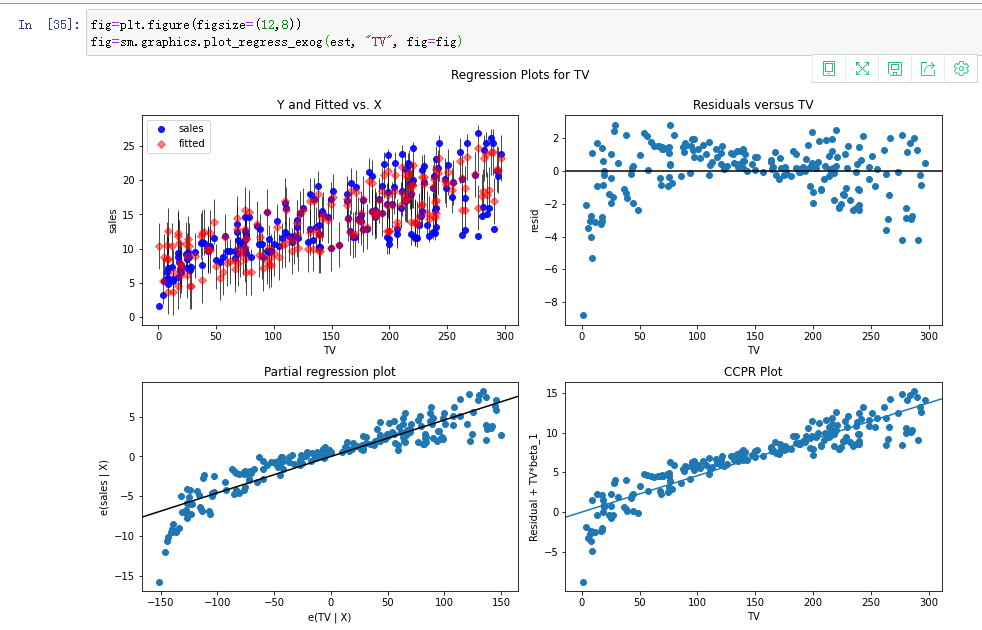 In [35]: fig=plt.figure(figsize=(12,8))
fig=sm.graphics.plot_regress_exog(est, "TV", fig=fig)
Regression Plots for TV
Y and Fitted vs. X
sales
fitted
25
20
15
10
5
0
sales
0 50 100 150 200 250 300
TV
Residuals versus TV
2
0
−2
−4
−6
−8
resid
0 50 100 150 200 250 300
TV
Partial regression plot
5
0
−5
−10
−15
e(sales | X)
−150 −100 −50 0 50 100 150
e(TV | X)
CCPR Plot
15
10
5
0
−5
Residual + TV*beta_1
0 50 100 150 200 250 300
TV